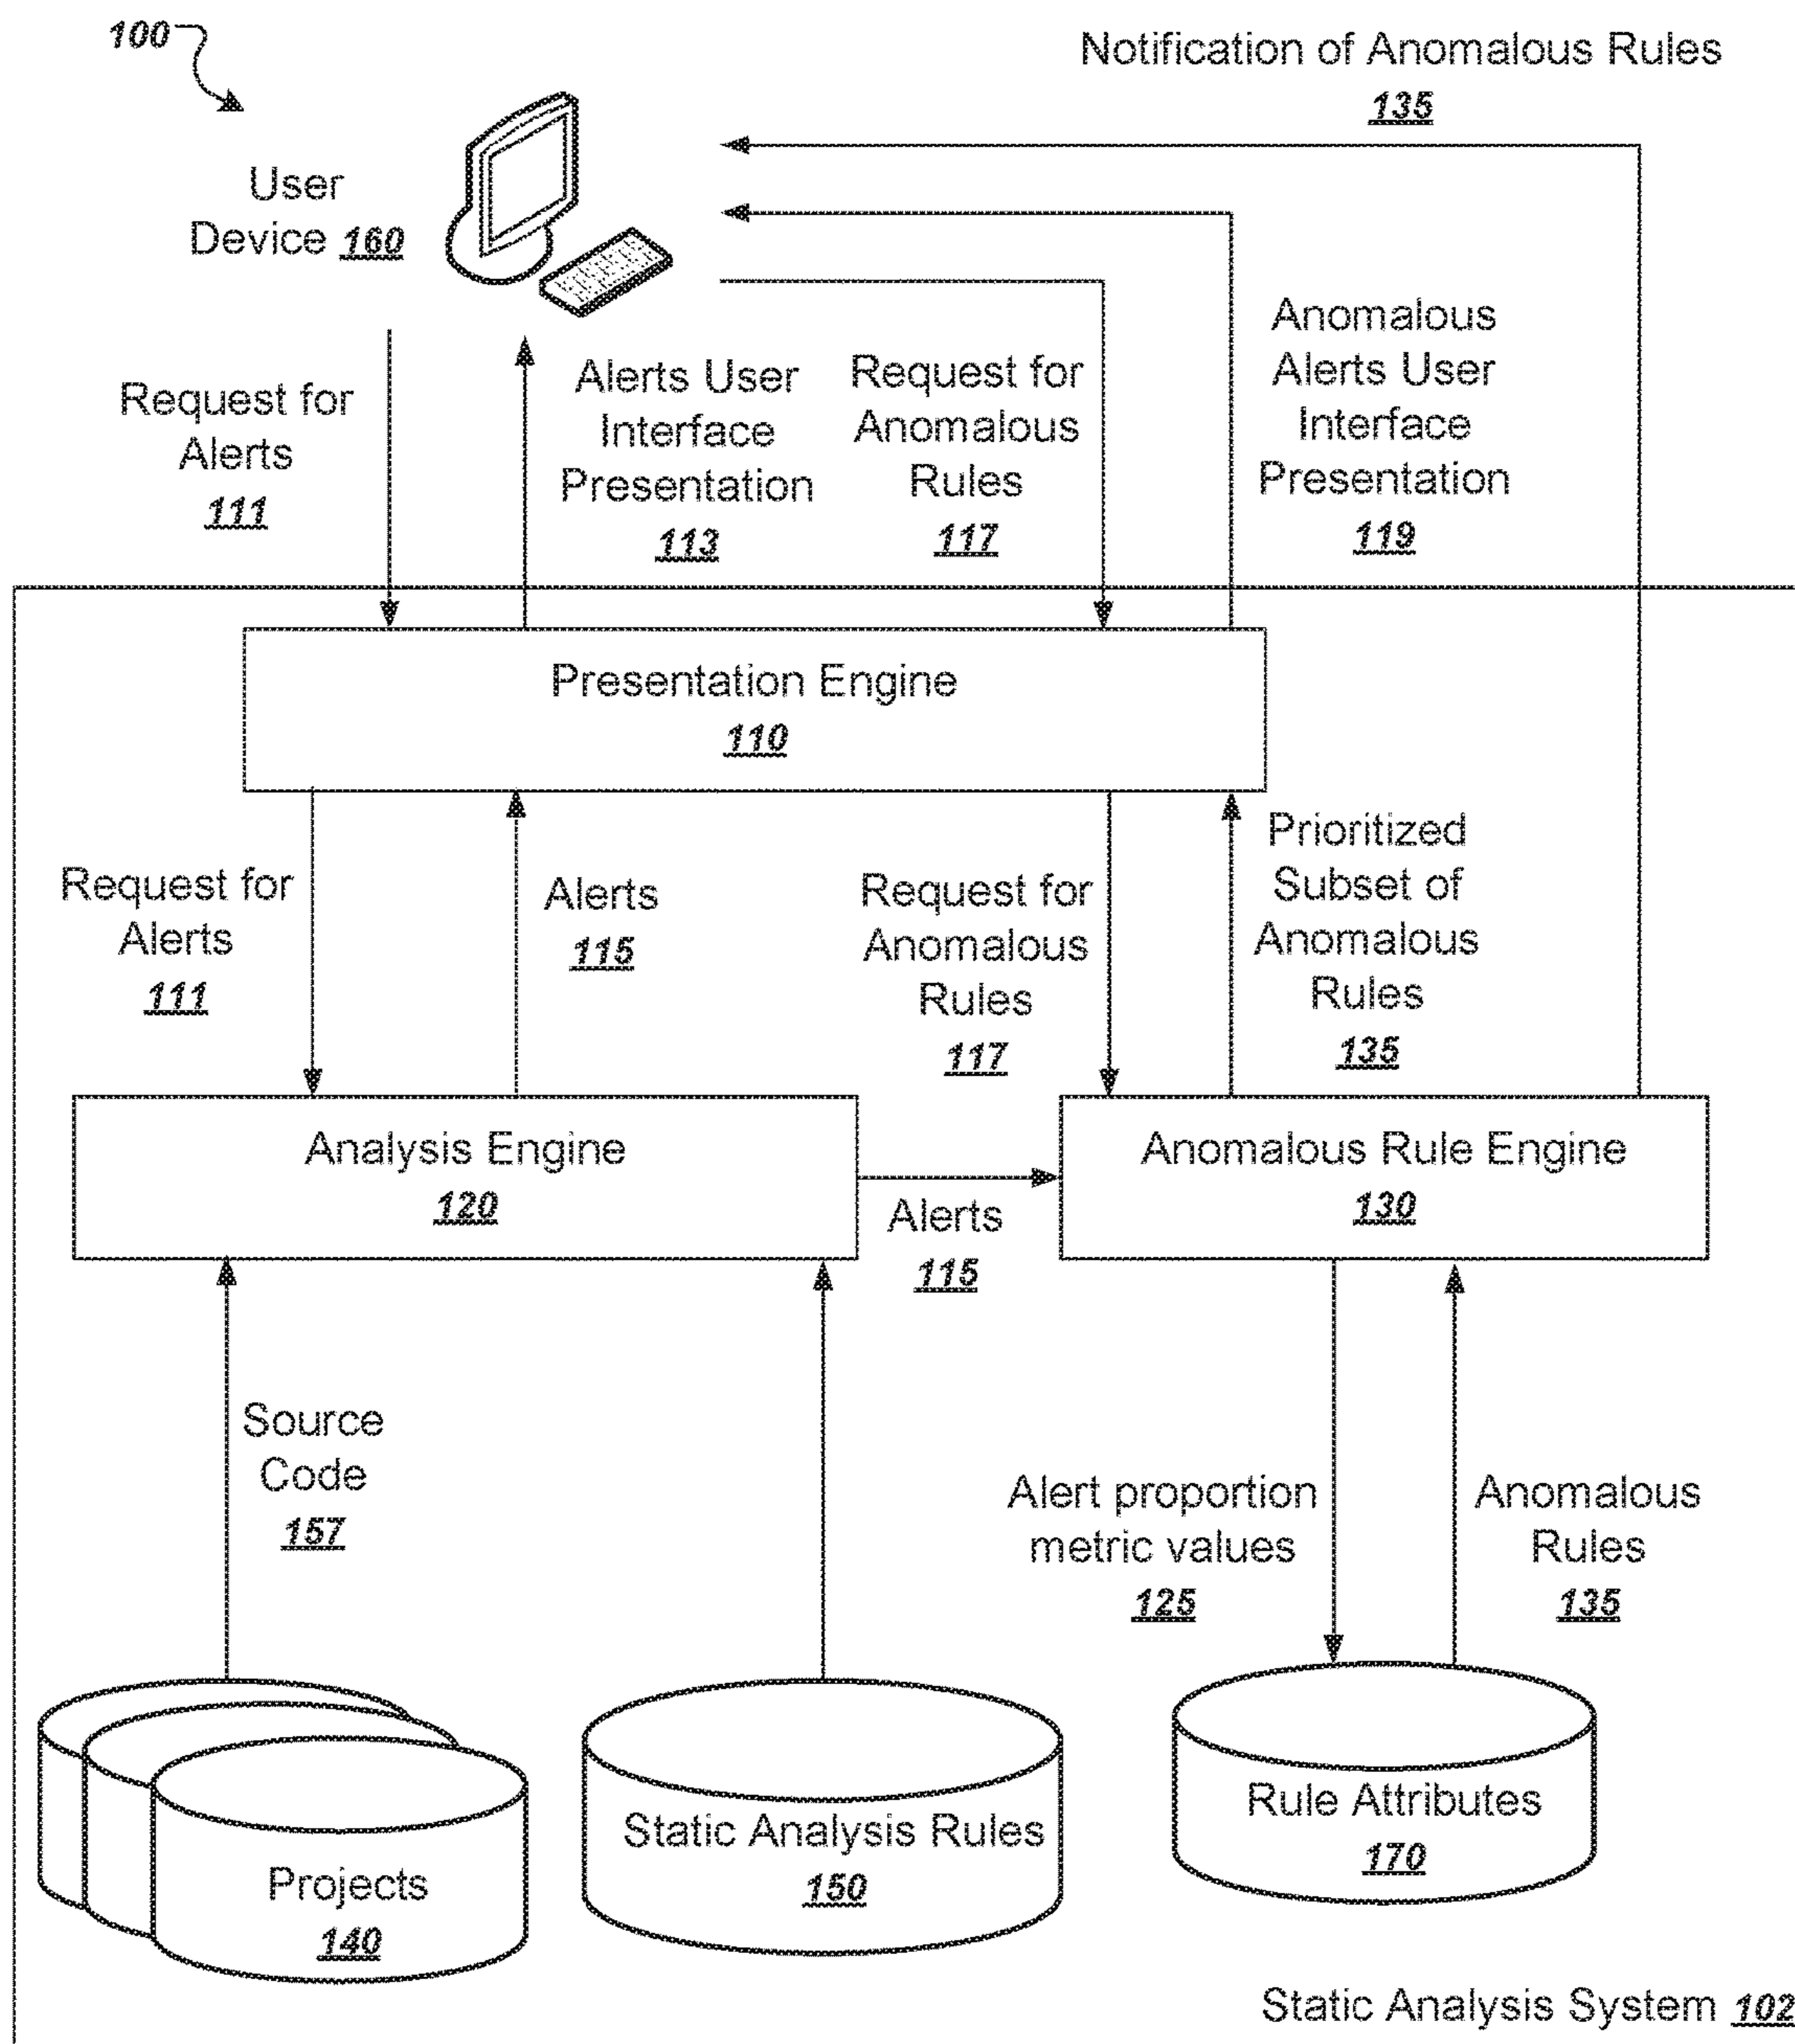 100
Notification of Anomalous Rules
135
User
Device 160
Request for
Alerts
111
Alerts User
Interface
Presentation
113
Request for
Anomalous
Rules
117
Anomalous
Alerts User
Interface
Presentation
119
Presentation Engine
110
Request for
Alerts
111
Alerts
115
Request for
Anomalous
Rules
117
Prioritized
Subset of
Anomalous
Rules
135
Analysis Engine
120
Alerts
115
Anomalous Rule Engine
130
Source
Code
157
Alert proportion
metric values
125
Anomalous
Rules
135
Projects
140
Static Analysis Rules
150
Rule Attributes
170
Static Analysis System 102